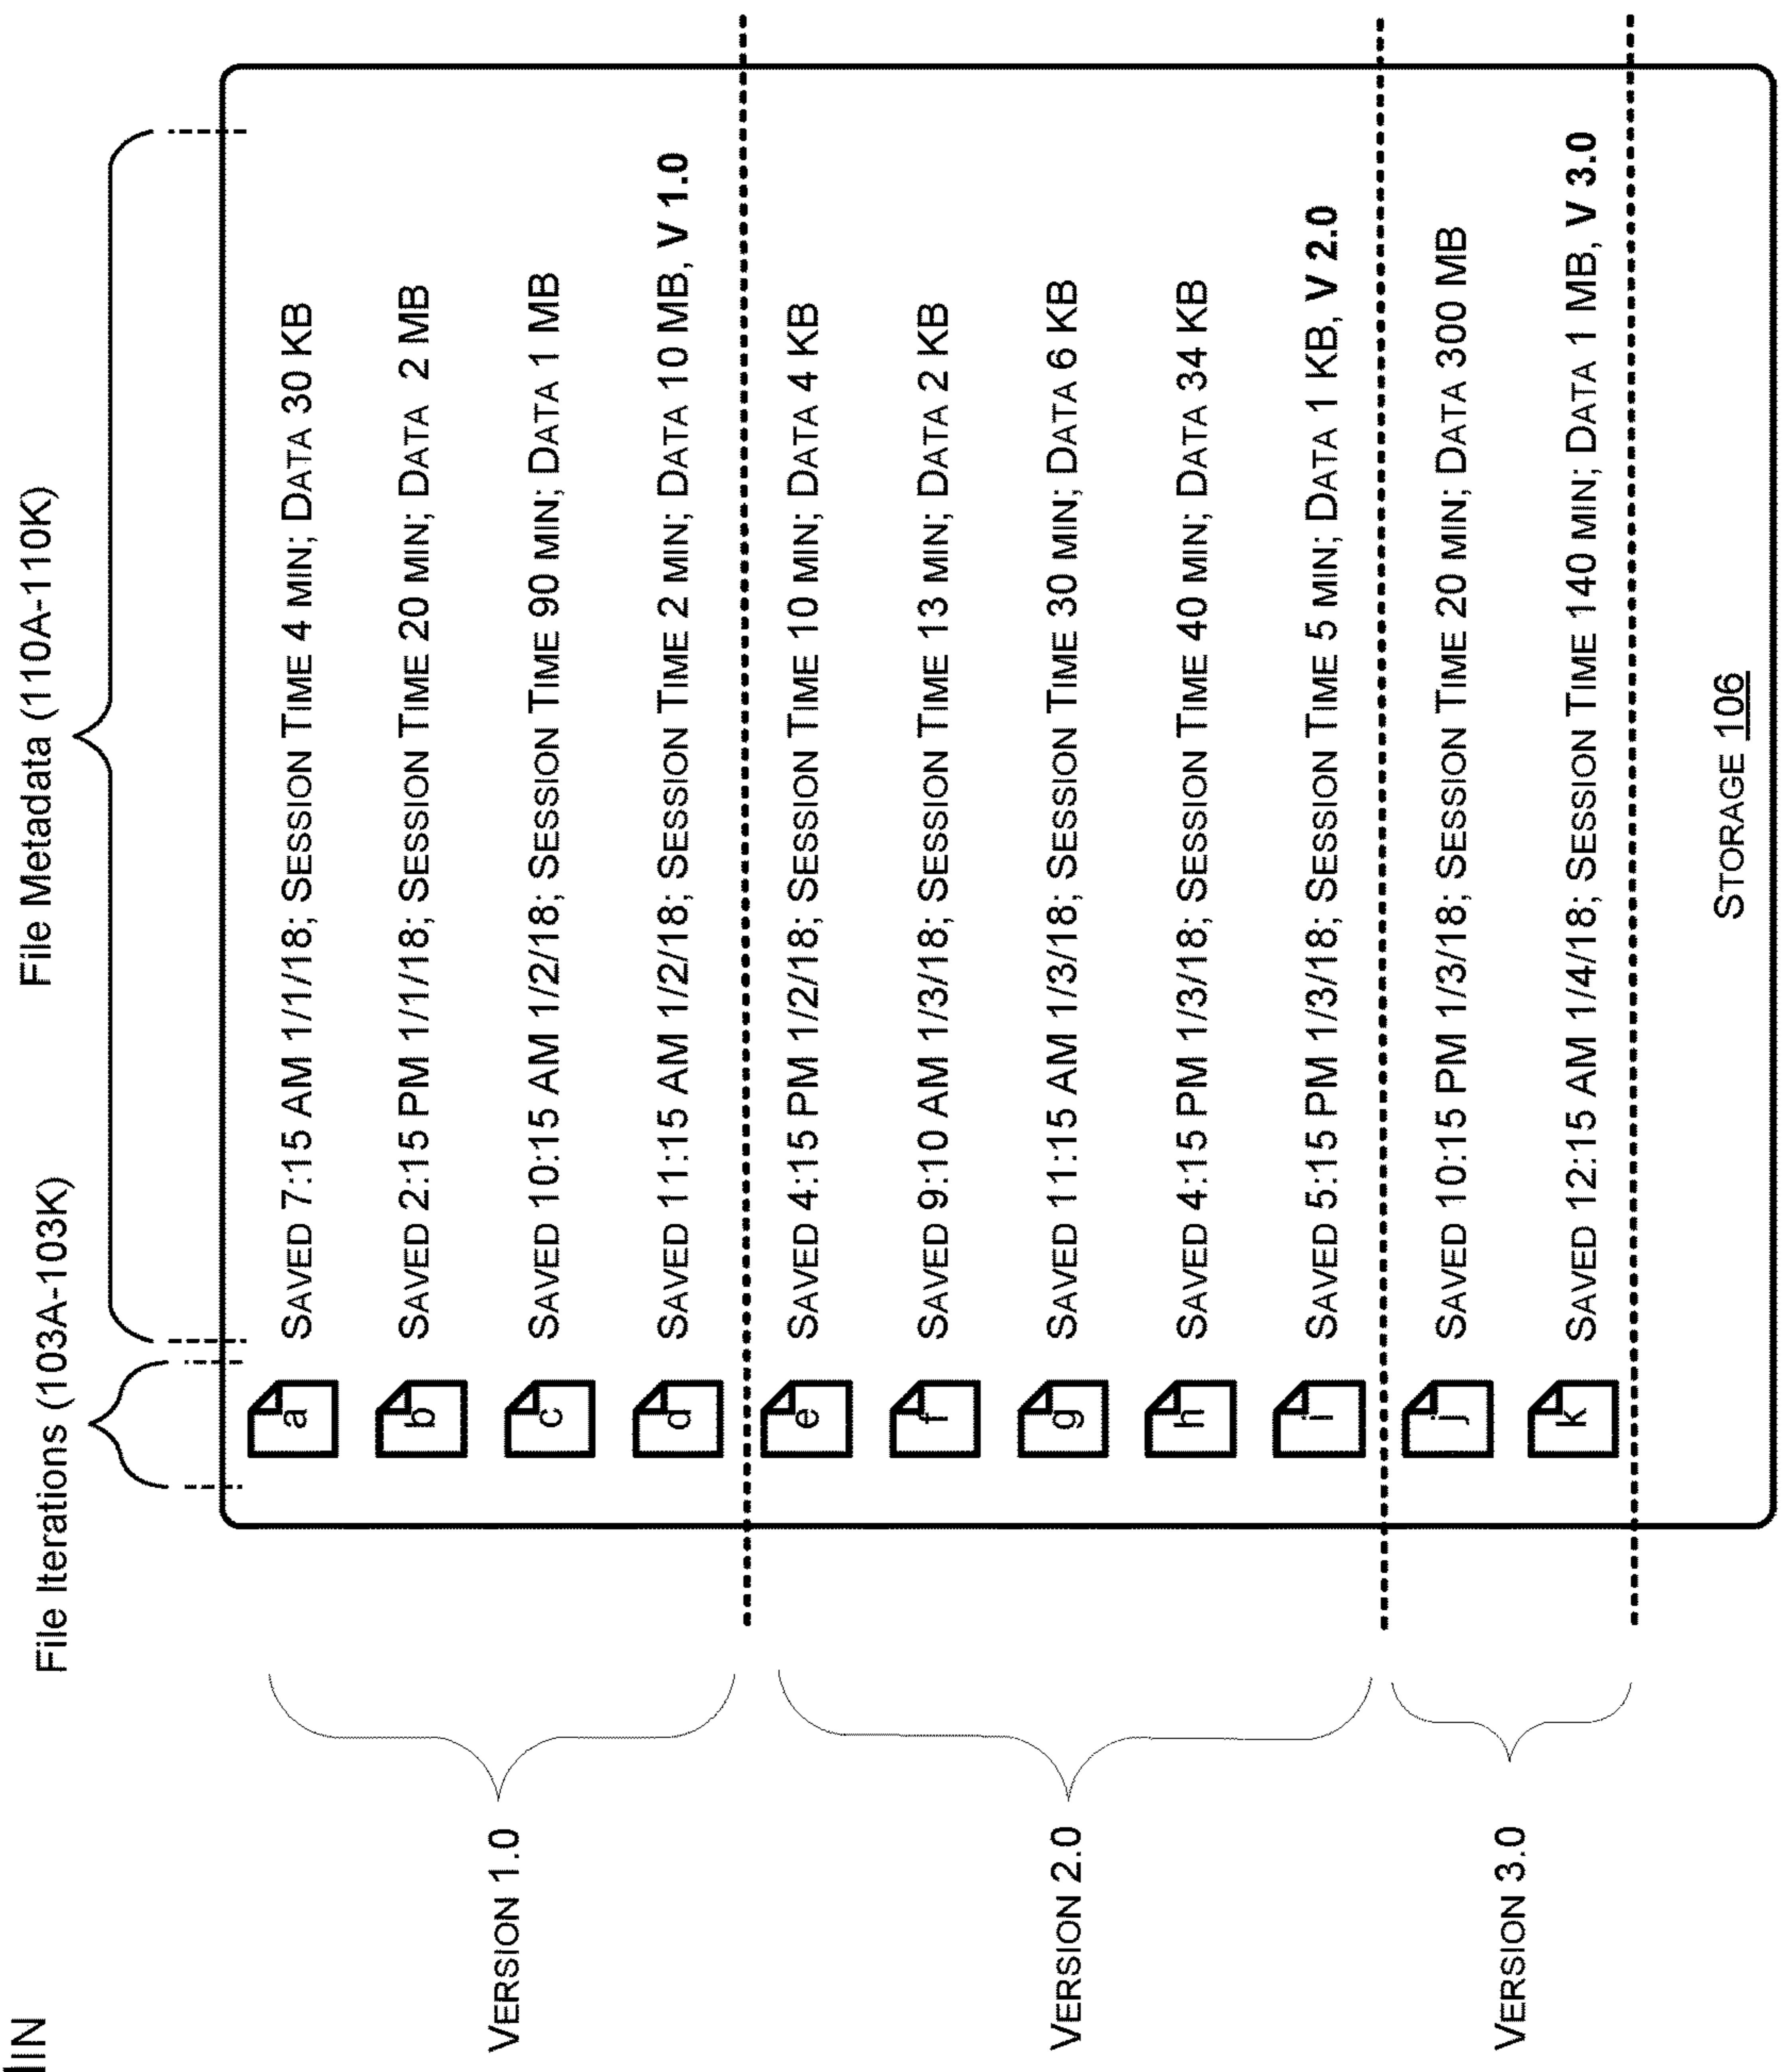 IN
File Iterations (103A-103K)
File Metadata (110A-110K)
VERSION 1.0
a SAVED 7:15 AM 1/1/18; SESSION TIME 4 MIN; DATA 30 KB
b SAVED 2:15 PM 1/1/18; SESSION TIME 20 MIN; DATA 2 MB
c SAVED 10:15 AM 1/2/18; SESSION TIME 90 MIN; DATA 1 MB
d SAVED 11:15 AM 1/2/18; SESSION TIME 2 MIN; DATA 10 MB, V 1.0
VERSION 2.0
e SAVED 4:15 PM 1/2/18; SESSION TIME 10 MIN; DATA 4 KB
f SAVED 9:10 AM 1/3/18; SESSION TIME 13 MIN; DATA 2 KB
g SAVED 11:15 AM 1/3/18; SESSION TIME 30 MIN; DATA 6 KB
h SAVED 4:15 PM 1/3/18; SESSION TIME 40 MIN; DATA 34 KB
i SAVED 5:15 PM 1/3/18; SESSION TIME 5 MIN; DATA 1 KB, V 2.0
VERSION 3.0
j SAVED 10:15 PM 1/3/18; SESSION TIME 20 MIN; DATA 300 MB
k SAVED 12:15 AM 1/4/18; SESSION TIME 140 MIN; DATA 1 MB, V 3.0
STORAGE 106